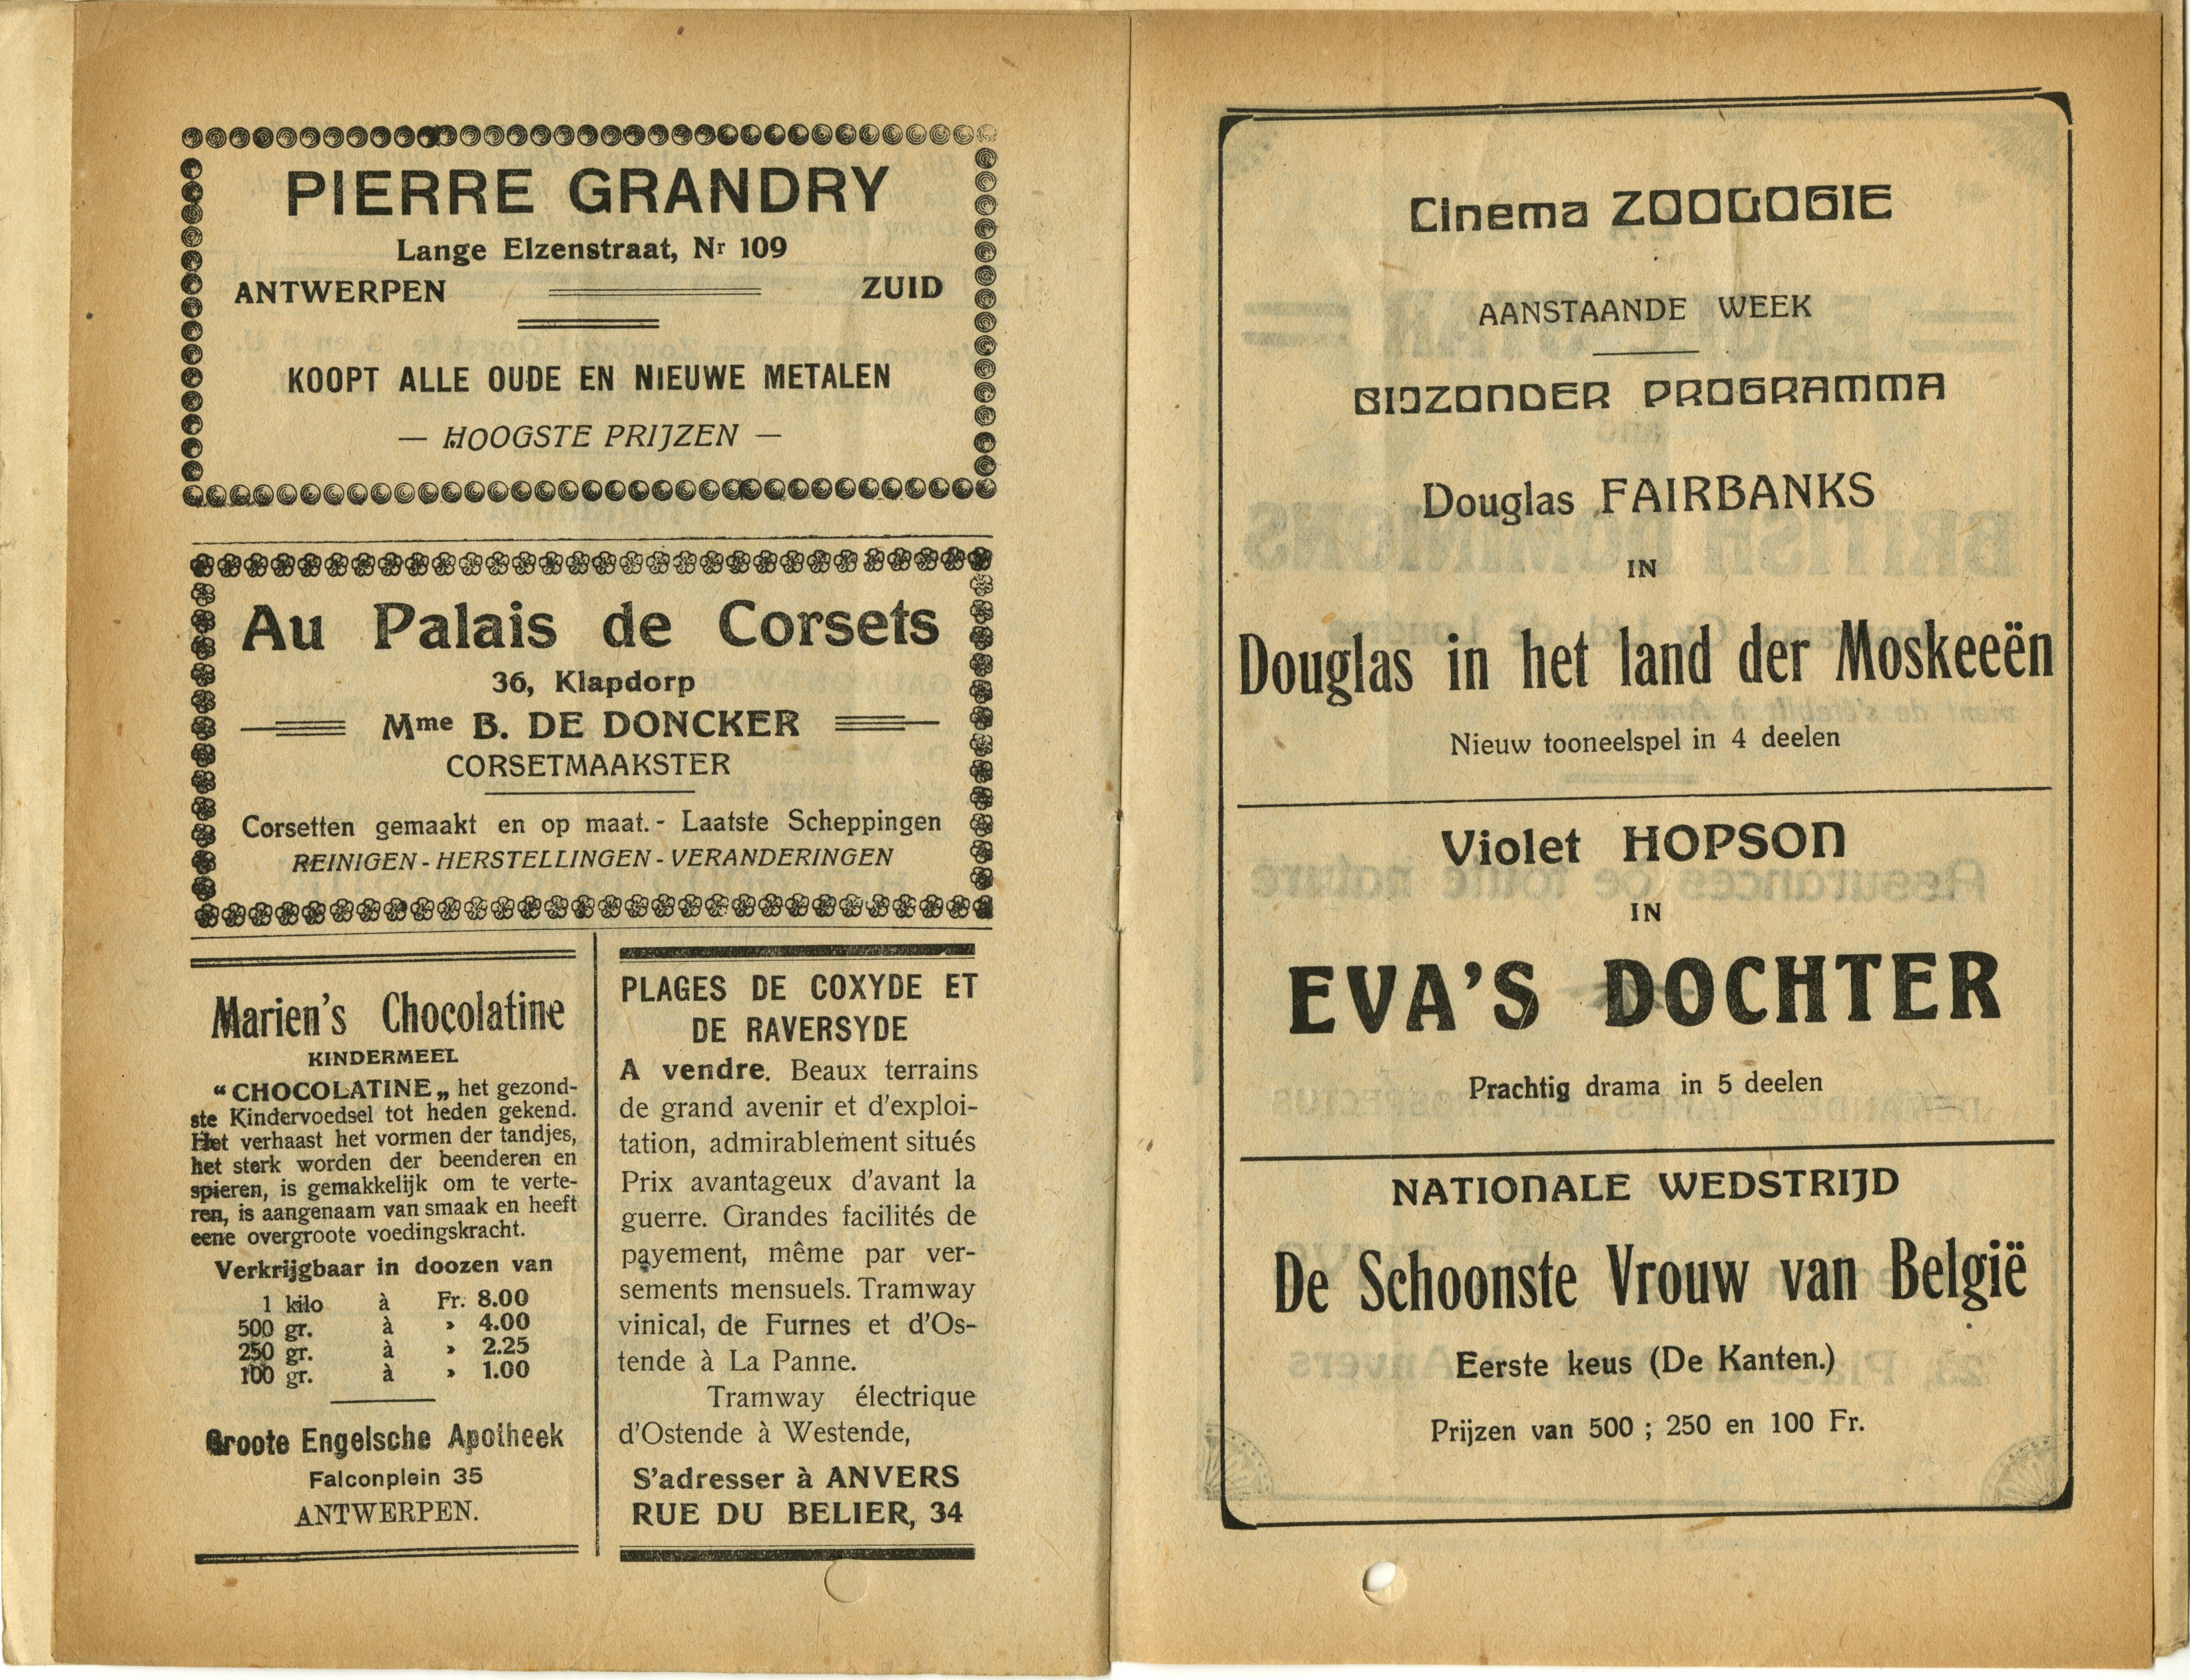 PIERRE GRANDRY
Lange Elzenstraat, Nr 109
ANTWERPEN ZUID
KOOPT ALLE OUDE EN NIEUWE METALEN
— HOOGSTE PRIJZEN —
Au Palais de Corsets
36, Klapdorp
Mme B. DE DONCKER
CORSETMAAKSTER
Corsetten gemaakt en op maat. - Laatste Scheppingen
REINIGEN - HERSTELLINGEN - VERANDERINGEN
Marien's Chocolatine
KINDERMEEL
“CHOCOLATINE„ het gezond-
ste Kindervoedsel tot heden gekend.
Het verhaast het vormen der tandjes,
het sterk worden der beenderen en
spieren, is gemakkelijk om te verte-
ren, is aangenaam van smaak en heeft
eene overgroote voedingskracht.
Verkrijgbaar in doozen van
1 kilo à Fr. 8.00
500 gr. à » 4.00
250 gr. à » 2.25
100 gr. à » 1.00
Groote Engelsche Apotheek
Falconplein 35
ANTWERPEN.
PLAGES DE COXYDE ET
DE RAVERSYDE
A vendre. Beaux terrains
de grand avenir et d'exploi-
tation, admirablement situés
Prix avantageux d'avant la
guerre. Grandes facilités de
payement, même par ver-
sements mensuels. Tramway
vinical, de Furnes et d'Os-
tende à La Panne.
Tramway électrique
d'Ostende à Westende,
S'adresser à ANVERS
RUE DU BELIER, 34
Cinema ZOOLOGIE
AANSTAANDE WEEK
BIJZONDER PROGRAMMA
Douglas FAIRBANKS
IN
Douglas in het land der Moskeeën
Nieuw tooneelspel in 4 deelen
Violet HOPSON
IN
EVA'S DOCHTER
Prachtig drama in 5 deelen
NATIONALE WEDSTRIJD
De Schoonste Vrouw van België
Eerste keus (De Kanten.)
Prijzen van 500 ; 250 en 100 Fr.